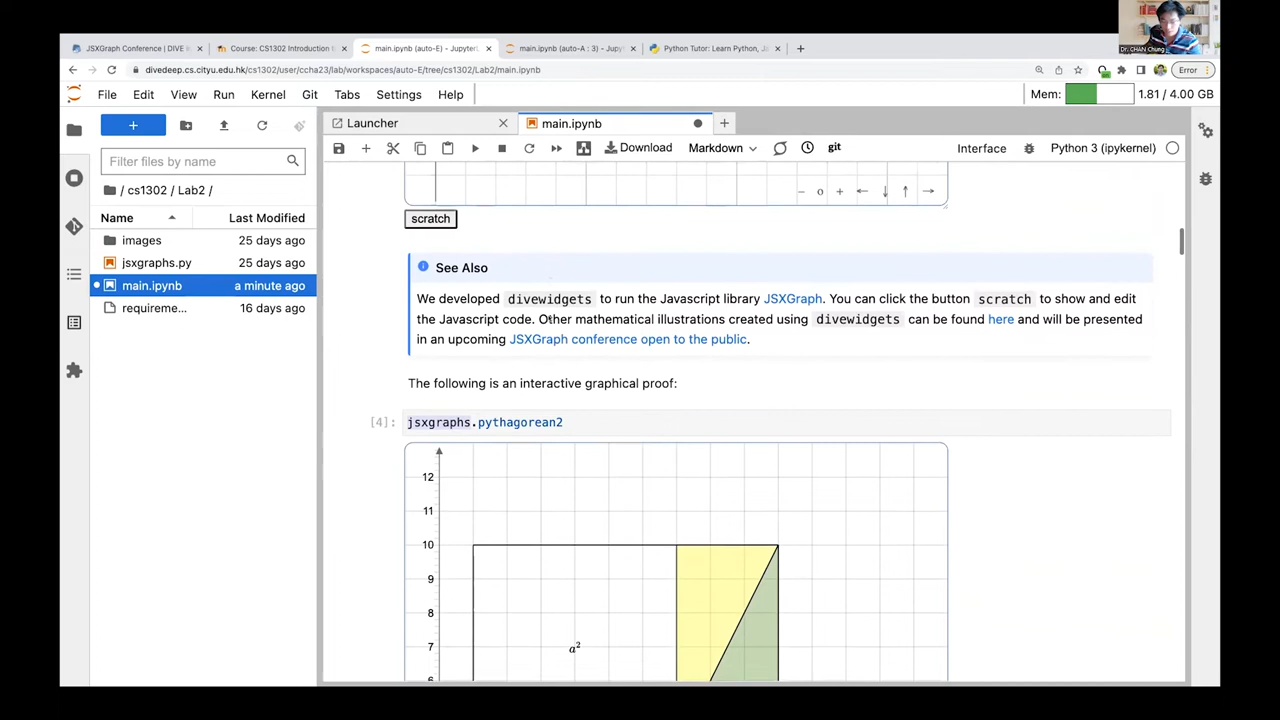 Dr. CHAN Chung
JSXGraph Conference | DIVE
Course: CS1302 Introduction
main.ipynb (auto-E) - Jupyter
main.ipynb (auto-A : 3) - Jupyt
Python Tutor: Learn Python, J
divedeep.cs.cityu.edu.hk/cs1302/user/ccha23/lab/workspaces/auto-E/tree/cs1302/Lab2/main.ipynb
Error
File Edit View Run Kernel Git Tabs Settings Help
Mem: 1.81 / 4.00 GB
Launcher
main.ipynb
Download
Markdown
git
Interface
Python 3 (ipykernel)
Filter files by name
/ cs1302 / Lab2 /
Name Last Modified
images 25 days ago
jsxgraphs.py 25 days ago
main.ipynb a minute ago
requireme... 16 days ago
– o + ← ↓ ↑ →
scratch
See Also
We developed divewidgets to run the Javascript library JSXGraph. You can click the button scratch to show and edit
the Javascript code. Other mathematical illustrations created using divewidgets can be found here and will be presented
in an upcoming JSXGraph conference open to the public.
The following is an interactive graphical proof:
[4]: jsxgraphs.pythagorean2
12
11
10
9
8
7
6
a²